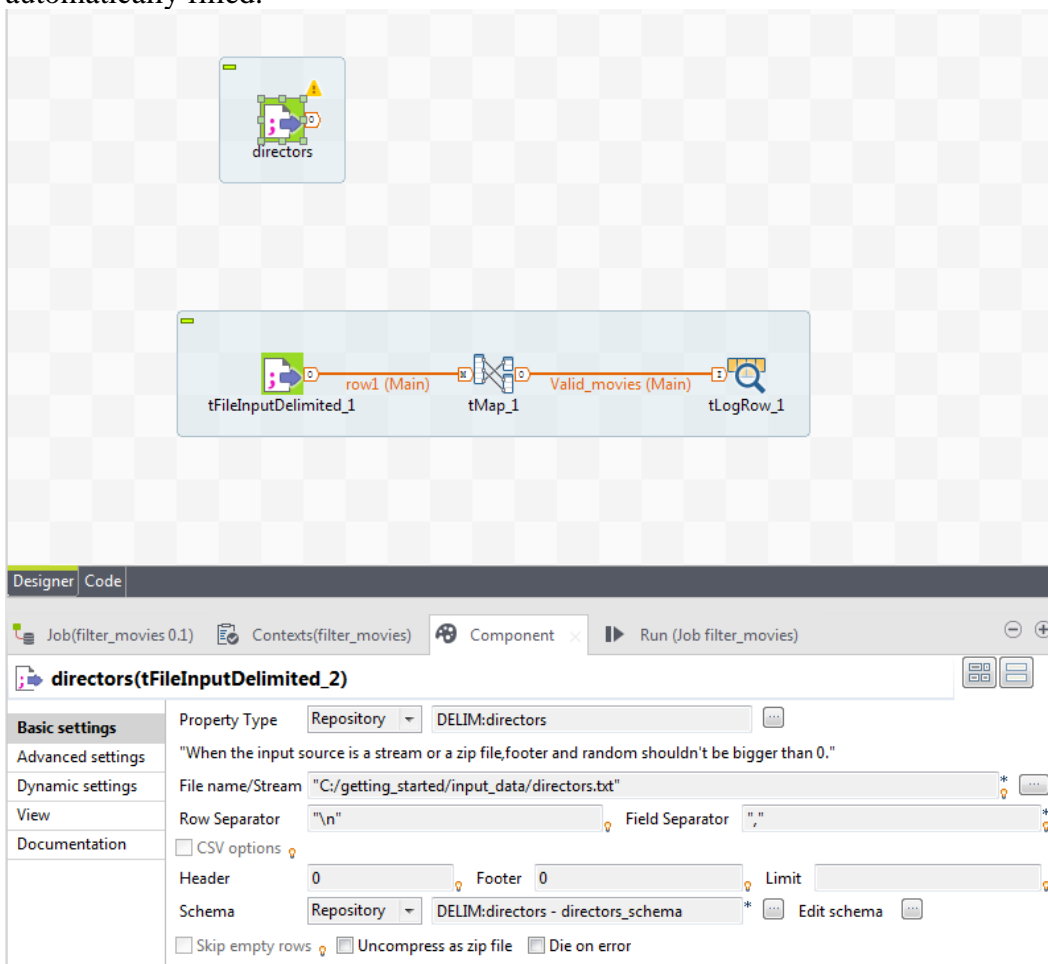 automatically filled.
directors
row1 (Main)
Valid_movies (Main)
tFileInputDelimited_1 tMap_1 tLogRow_1
Designer Code
Job(filter_movies 0.1) Contexts(filter_movies) Component Run (Job filter_movies)
directors(tFileInputDelimited_2)
Basic settings
Advanced settings
Dynamic settings
View
Documentation
Property Type Repository DELIM:directors ...
"When the input source is a stream or a zip file,footer and random shouldn't be bigger than 0."
File name/Stream "C:/getting_started/input_data/directors.txt" * ...
Row Separator "\n" Field Separator "," *
CSV options
Header 0 Footer 0 Limit
Schema Repository DELIM:directors - directors_schema * ... Edit schema ...
Skip empty rows Uncompress as zip file Die on error